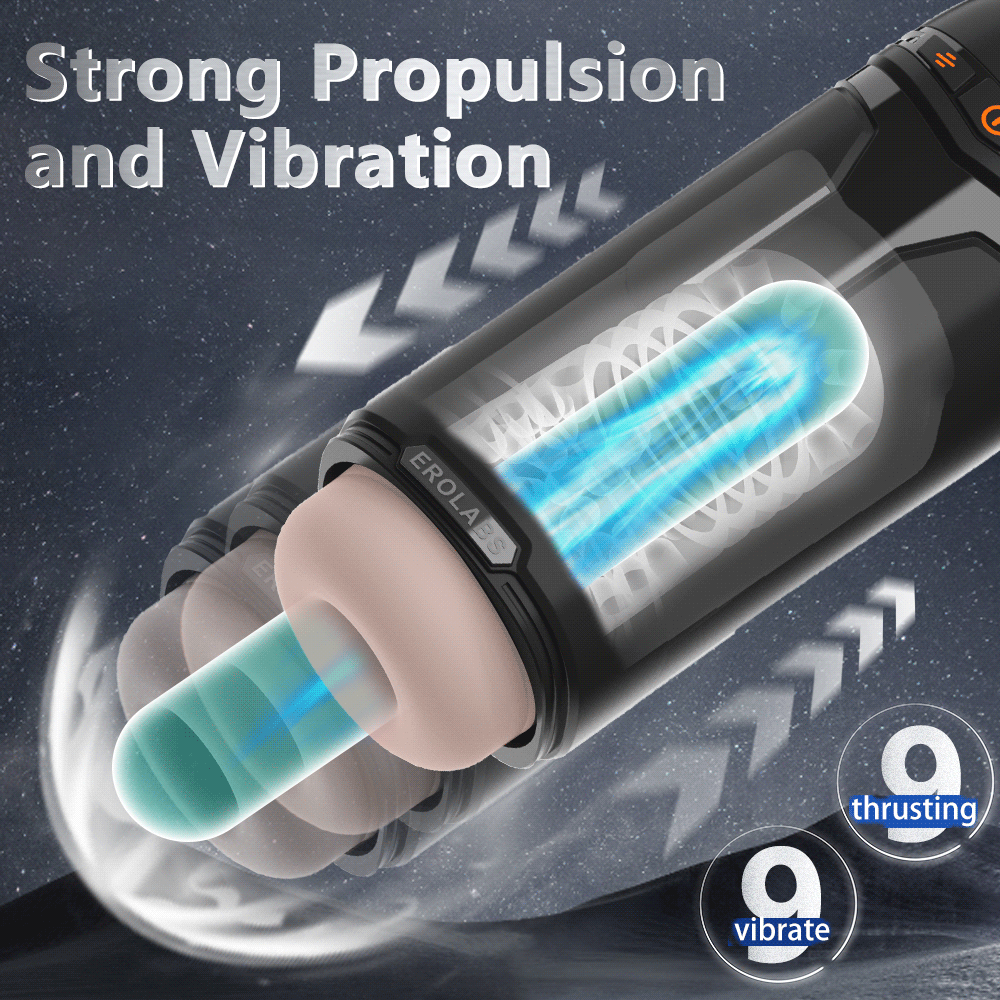 Strong Propulsion
and Vibration
EROLABS
9
thrusting
9
vibrate